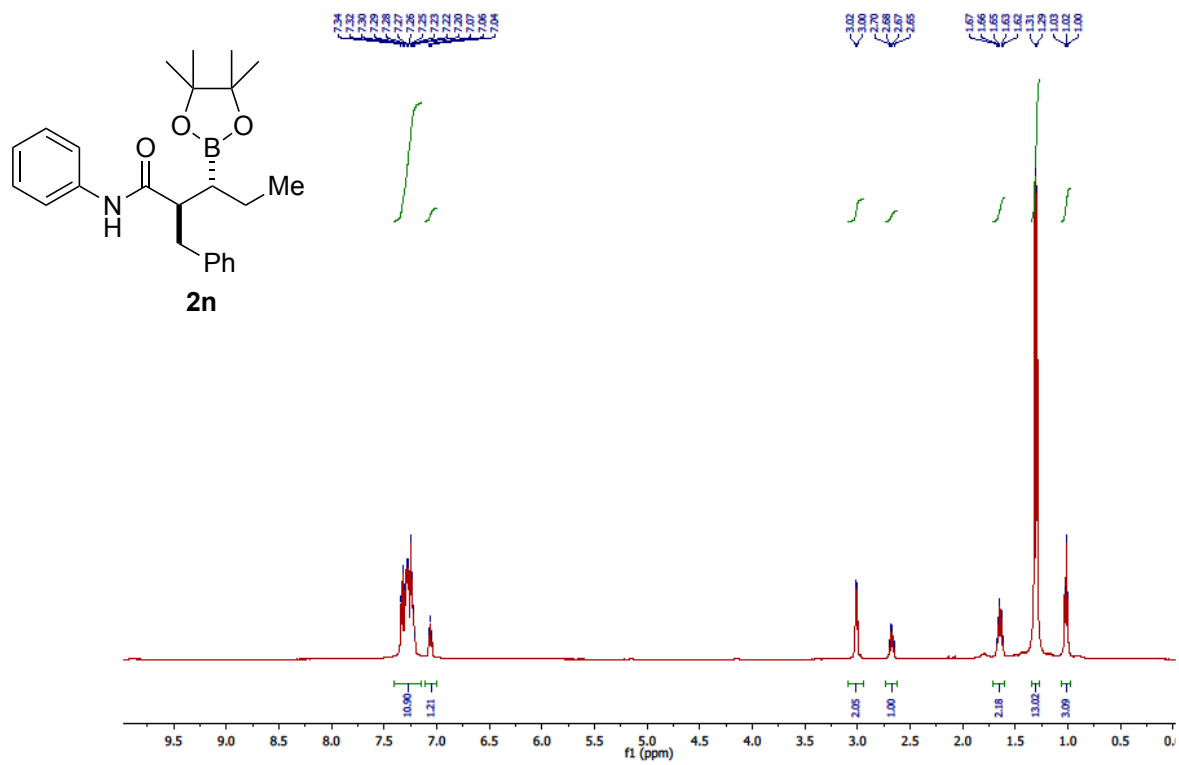 7.34 7.32 7.30 7.29 7.28 7.27 7.26 7.25 7.23 7.22 7.20 7.07 7.06 7.04 3.02 3.00 2.70 2.68 2.67 2.65 1.67 1.66 1.65 1.63 1.62 1.31 1.29 1.03 1.02 1.00
O O
B
O
N
H
Me
Ph
2n
10.90 1.21 2.05 1.00 2.18 13.02 3.09
9.5 9.0 8.5 8.0 7.5 7.0 6.5 6.0 5.5 5.0 4.5 4.0 3.5 3.0 2.5 2.0 1.5 1.0 0.5 0.
f1 (ppm)